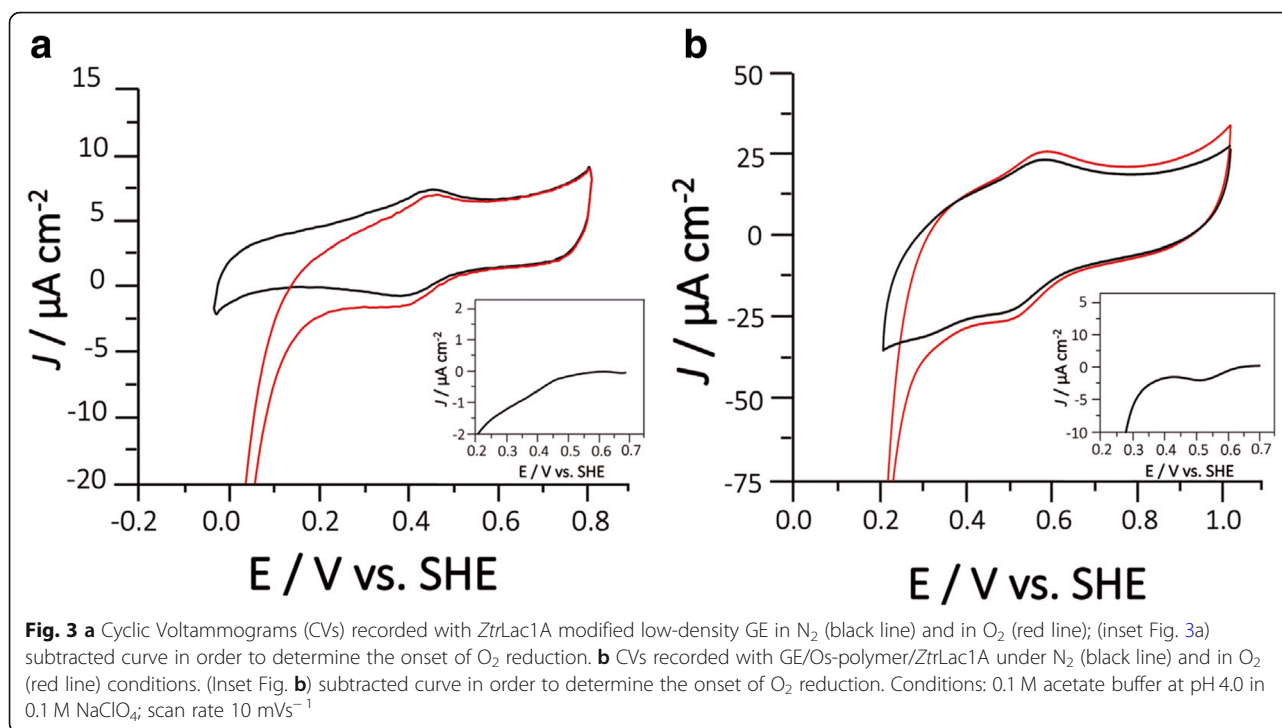 a
15
10
5
0
-5
-10
-15
-20
J / µA cm⁻²
-0.2 0.0 0.2 0.4 0.6 0.8
E / V vs. SHE
2
1
0
-1
-2
J / µA cm⁻²
0.2 0.3 0.4 0.5 0.6 0.7
E / V vs. SHE
b
50
25
0
-25
-50
-75
J / µA cm⁻²
0.0 0.2 0.4 0.6 0.8 1.0
E / V vs. SHE
5
10
0
-5
-10
J / µA cm⁻²
0.2 0.3 0.4 0.5 0.6 0.7
E / V vs. SHE
Fig. 3 a Cyclic Voltammograms (CVs) recorded with ZtrLac1A modified low-density GE in N₂ (black line) and in O₂ (red line); (inset Fig. 3a)
subtracted curve in order to determine the onset of O₂ reduction. b CVs recorded with GE/Os-polymer/ZtrLac1A under N₂ (black line) and in O₂
(red line) conditions. (Inset Fig. b) subtracted curve in order to determine the onset of O₂ reduction. Conditions: 0.1 M acetate buffer at pH 4.0 in
0.1 M NaClO₄; scan rate 10 mVs⁻¹